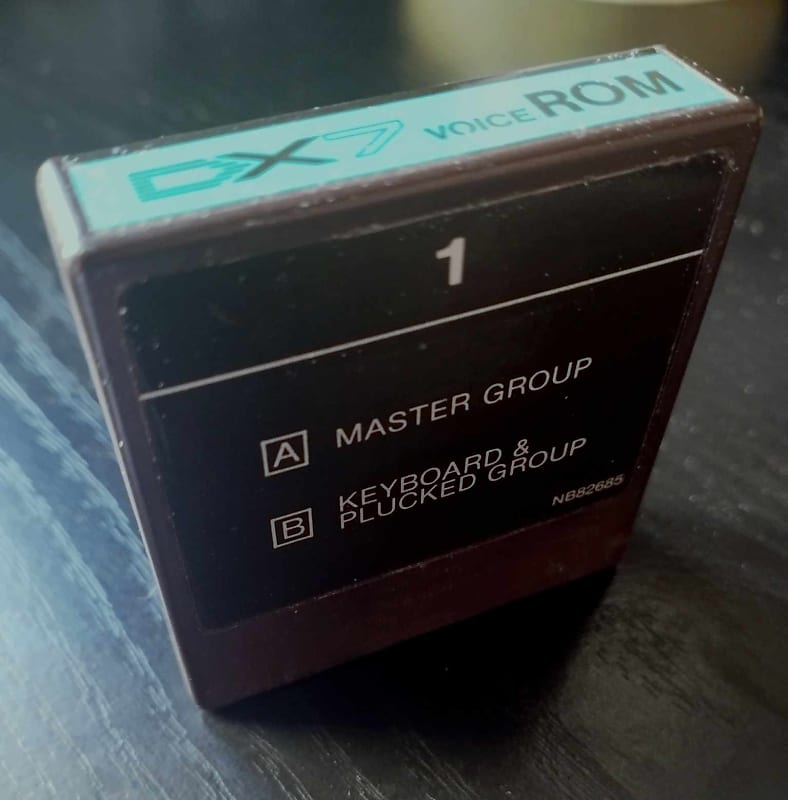 DX7 VOICE ROM
1
A MASTER GROUP
B KEYBOARD &
PLUCKED GROUP
NB82685